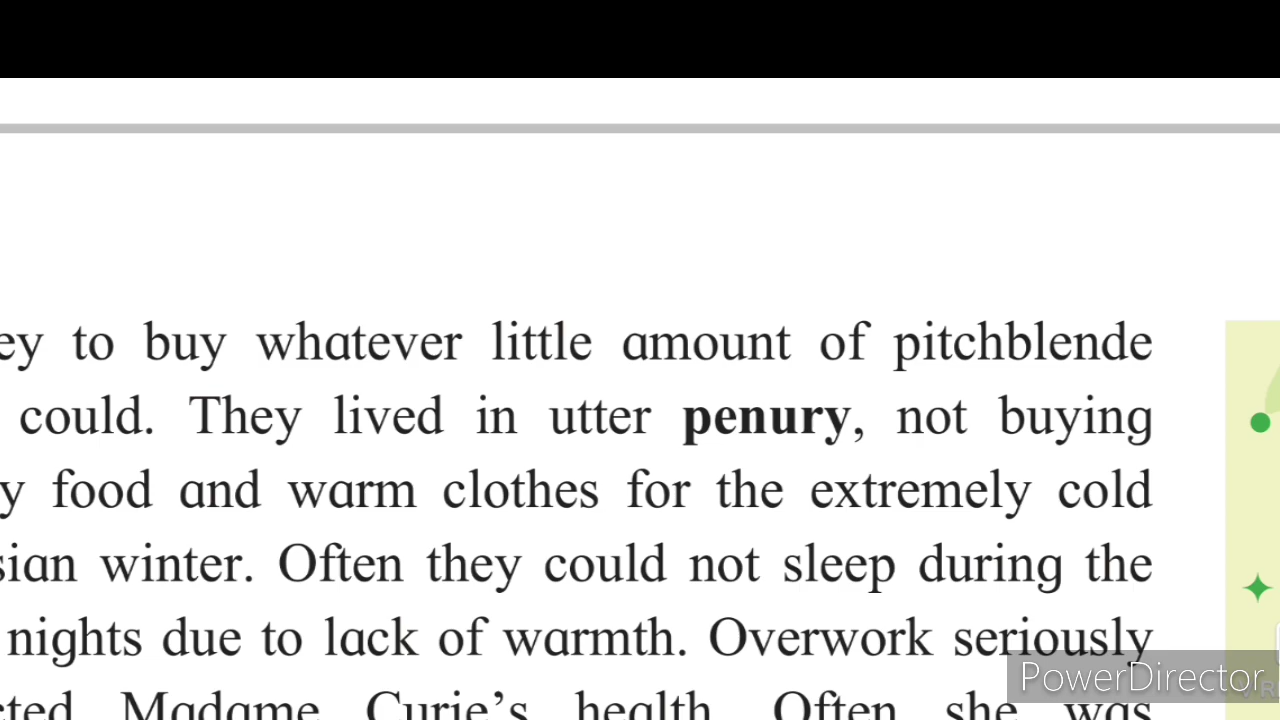 ey to buy whatever little amount of pitchblende
could. They lived in utter penury, not buying
y food and warm clothes for the extremely cold
sian winter. Often they could not sleep during the
nights due to lack of warmth. Overwork seriously
cted Madame Curie's health. Often she was
PowerDirector